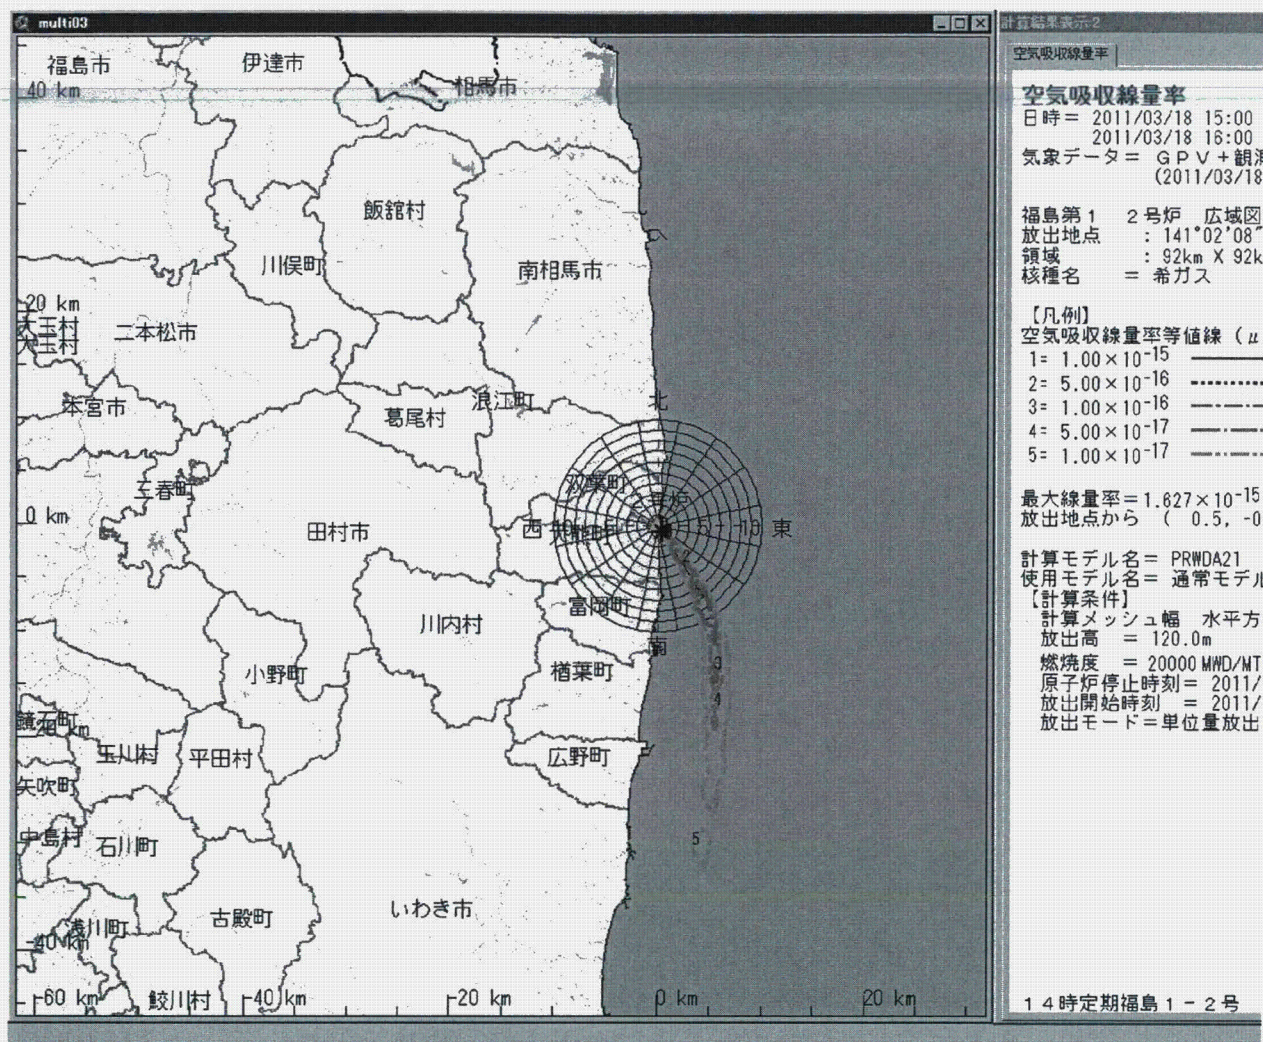 multi03
福島市
伊達市
相馬市
40 km
飯舘村
川俣町
南相馬市
20 km
大玉村
大玉村
二本松市
本宮市
葛尾村
浪江町
北
三春町
双葉町
0 km
田村市
西
10
東
富岡町
川内村
南
小野町
楢葉町
3
4
鏡石町
-20 km
玉川村
平田村
広野町
矢吹町
中島村
石川町
5
いわき市
古殿町
浅川町
-40 km
鮫川村
-60 km
-40 km
-20 km
0 km
20 km
計算結果表示-2
空気吸収線量率
空気吸収線量率
日時= 2011/03/18 15:00
2011/03/18 16:00
気象データ= GPV+観測
(2011/03/18
福島第1 2号炉 広域図
放出地点 : 141°02'08"
領域 : 92km X 92k
核種名 = 希ガス
【凡例】
空気吸収線量率等値線 (μ
1= 1.00×10-15
2= 5.00×10-16
3= 1.00×10-16
4= 5.00×10-17
5= 1.00×10-17
最大線量率=1.627×10-15
放出地点から ( 0.5, -0
計算モデル名= PRWDA21
使用モデル名= 通常モデル
【計算条件】
計算メッシュ幅 水平方
放出高 = 120.0m
燃焼度 = 20000MWD/MT
原子炉停止時刻= 2011/
放出開始時刻 = 2011/
放出モード=単位量放出
14時定期福島1-2号